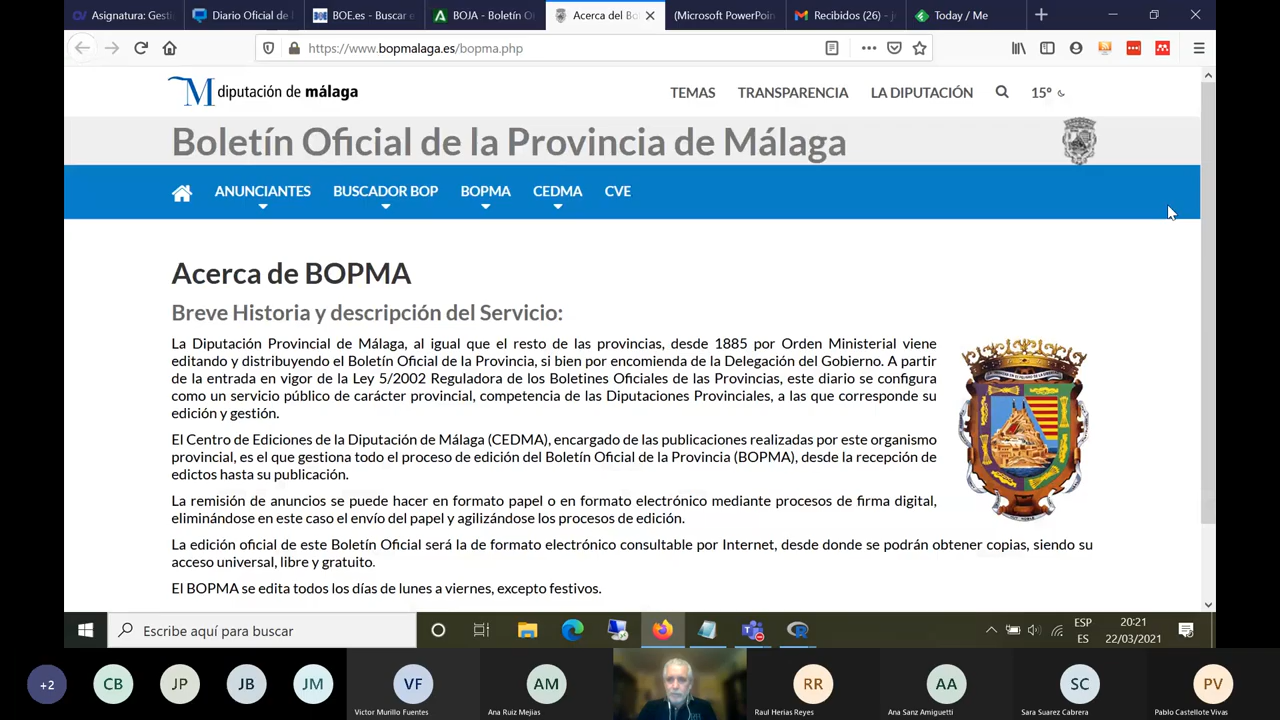 Asignatura: Gesti
Diario Oficial de l
BOE.es - Buscar e
BOJA - Boletín O
Acerca del Bo
(Microsoft PowerPoin
Recibidos (26) - j
Today / Me
https://www.bopmalaga.es/bopma.php
diputación de málaga
TEMAS
TRANSPARENCIA
LA DIPUTACIÓN
15º
Boletín Oficial de la Provincia de Málaga
ANUNCIANTES
BUSCADOR BOP
BOPMA
CEDMA
CVE
Acerca de BOPMA
Breve Historia y descripción del Servicio:
La Diputación Provincial de Málaga, al igual que el resto de las provincias, desde 1885 por Orden Ministerial viene
editando y distribuyendo el Boletín Oficial de la Provincia, si bien por encomienda de la Delegación del Gobierno. A partir
de la entrada en vigor de la Ley 5/2002 Reguladora de los Boletines Oficiales de las Provincias, este diario se configura
como un servicio público de carácter provincial, competencia de las Diputaciones Provinciales, a las que corresponde su
edición y gestión.
El Centro de Ediciones de la Diputación de Málaga (CEDMA), encargado de las publicaciones realizadas por este organismo
provincial, es el que gestiona todo el proceso de edición del Boletín Oficial de la Provincia (BOPMA), desde la recepción de
edictos hasta su publicación.
La remisión de anuncios se puede hacer en formato papel o en formato electrónico mediante procesos de firma digital,
eliminándose en este caso el envío del papel y agilizándose los procesos de edición.
La edición oficial de este Boletín Oficial será la de formato electrónico consultable por Internet, desde donde se podrán obtener copias, siendo su
acceso universal, libre y gratuito.
El BOPMA se edita todos los días de lunes a viernes, excepto festivos.
Escribe aquí para buscar
ESP
ES
20:21
22/03/2021
+2
CB
JP
JB
JM
VF
Victor Murillo Fuentes
AM
Ana Ruiz Mejias
RR
Raul Herias Reyes
AA
Ana Sanz Amiguetti
SC
Sara Suarez Cabrera
PV
Pablo Castellote Vivas